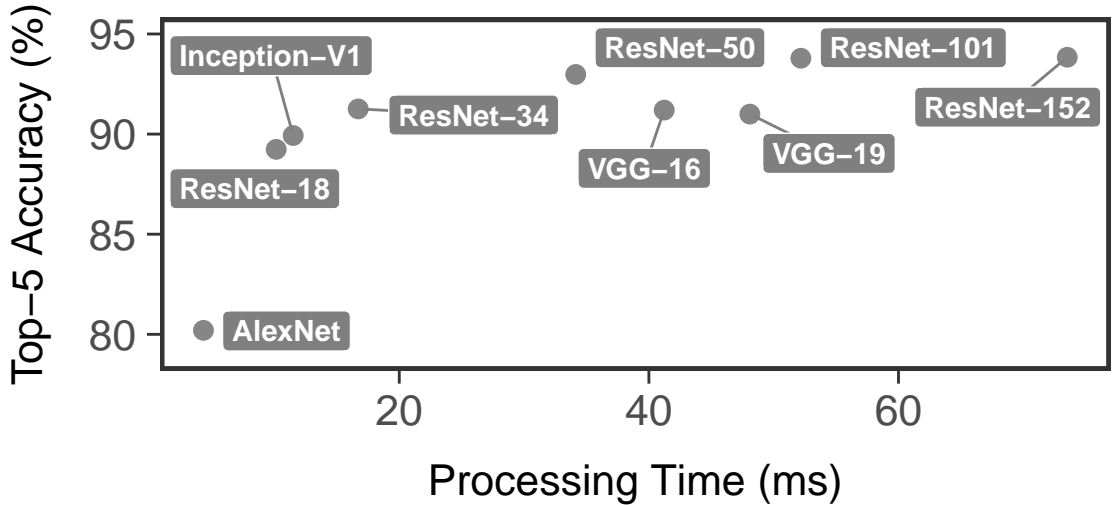 Top–5 Accuracy (%)
95
90
85
80
Inception–V1
ResNet–50
ResNet–101
ResNet–34
ResNet–152
ResNet–18
VGG–16
VGG–19
AlexNet
20
40
60
Processing Time (ms)